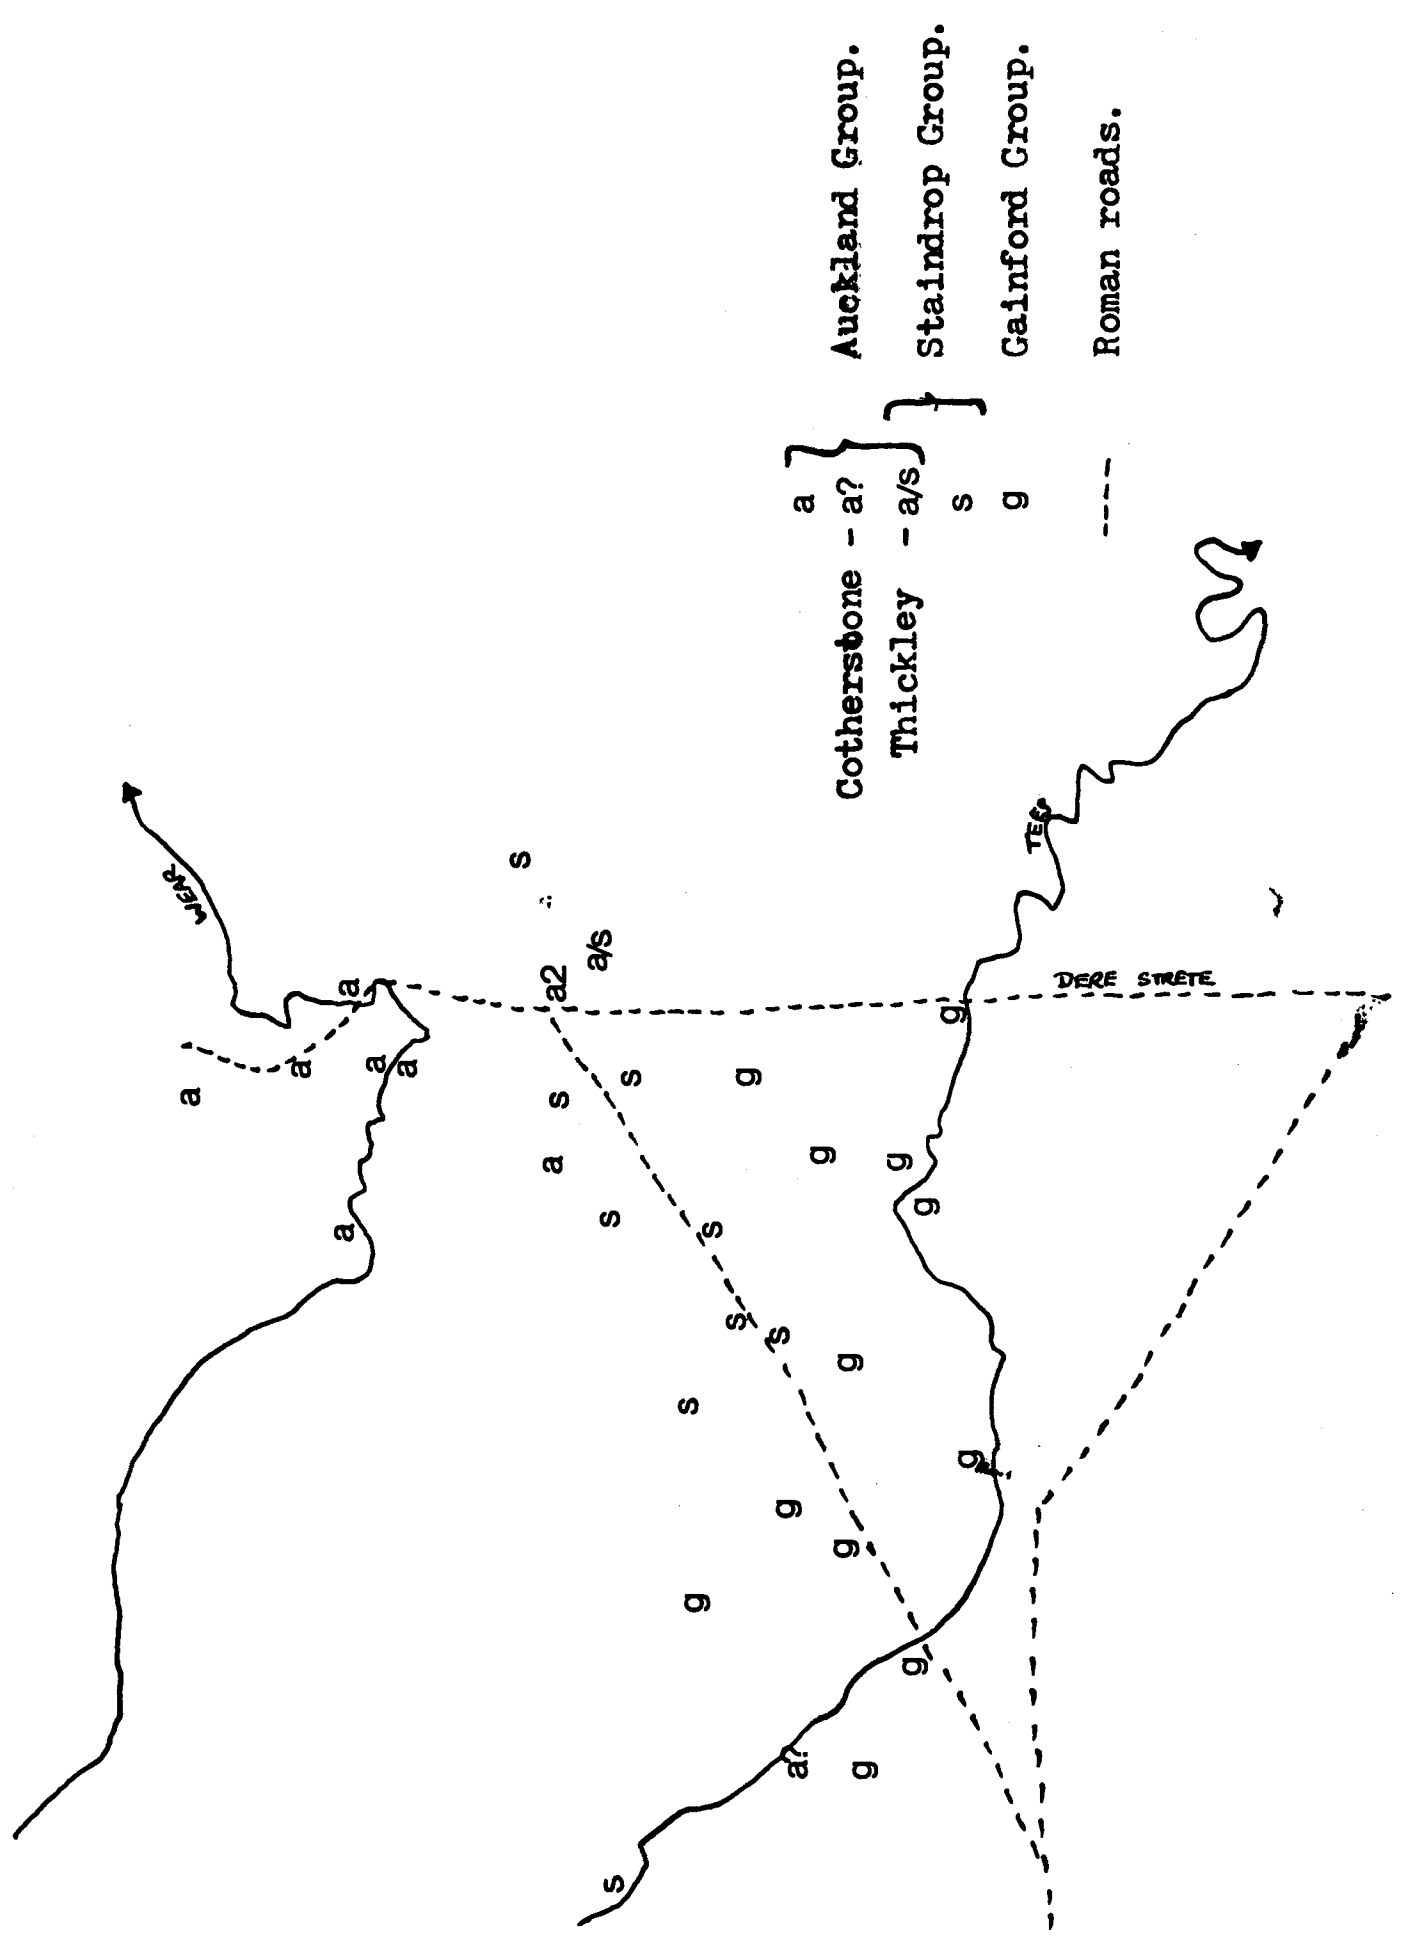 WEAR
a
a
a
a
a
a
s
a
s
a2
a/s
s
s
s
s
g
s
s
g
s
g
a?
g
g
g
g
g
g
g
g
g
TEES
DERE STRETE
a
Cotherstone - a? Auckland Group.
Thickley - a/s
s Staindrop Group.
g Gainford Group.
---- Roman roads.